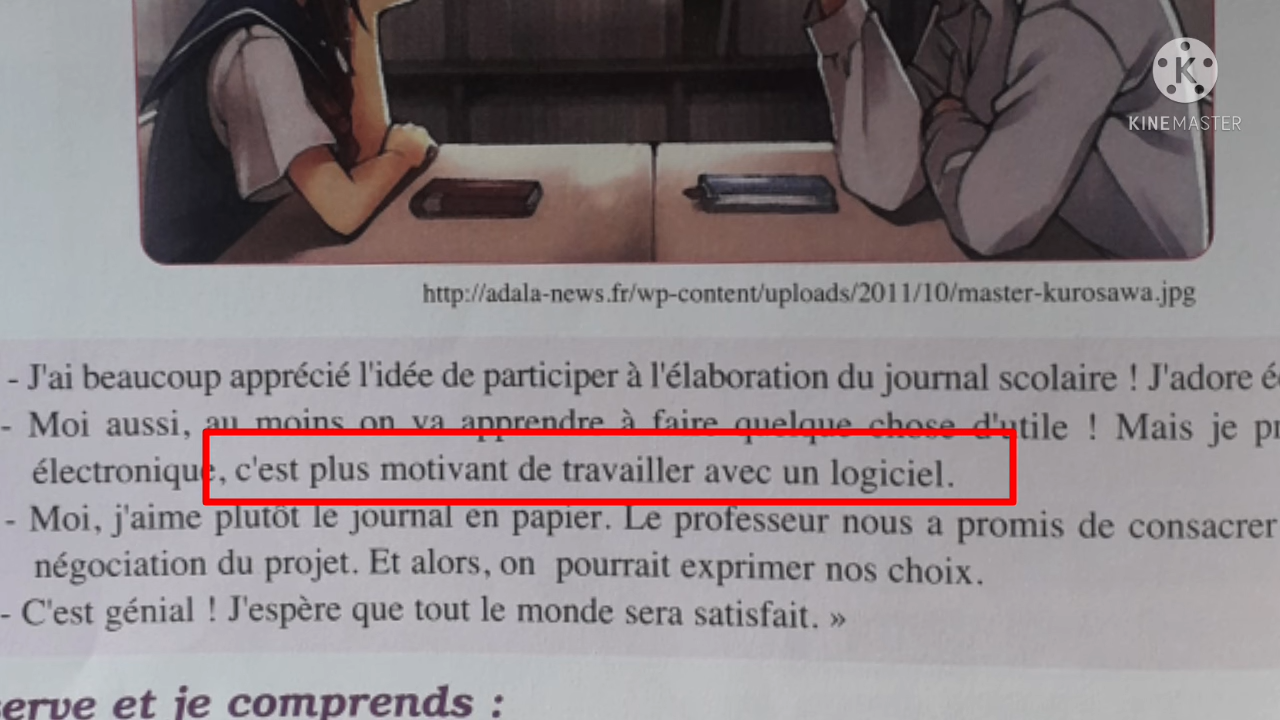 KINEMASTER
http://adala-news.fr/wp-content/uploads/2011/10/master-kurosawa.jpg
- J'ai beaucoup apprécié l'idée de participer à l'élaboration du journal scolaire ! J'adore
- Moi aussi, au moins on va apprendre à faire quelque chose d'utile ! Mais je
électronique, c'est plus motivant de travailler avec un logiciel.
- Moi, j'aime plutôt le journal en papier. Le professeur nous a promis de consacrer
négociation du projet. Et alors, on pourrait exprimer nos choix.
- C'est génial ! J'espère que tout le monde sera satisfait. »
et je comprends :